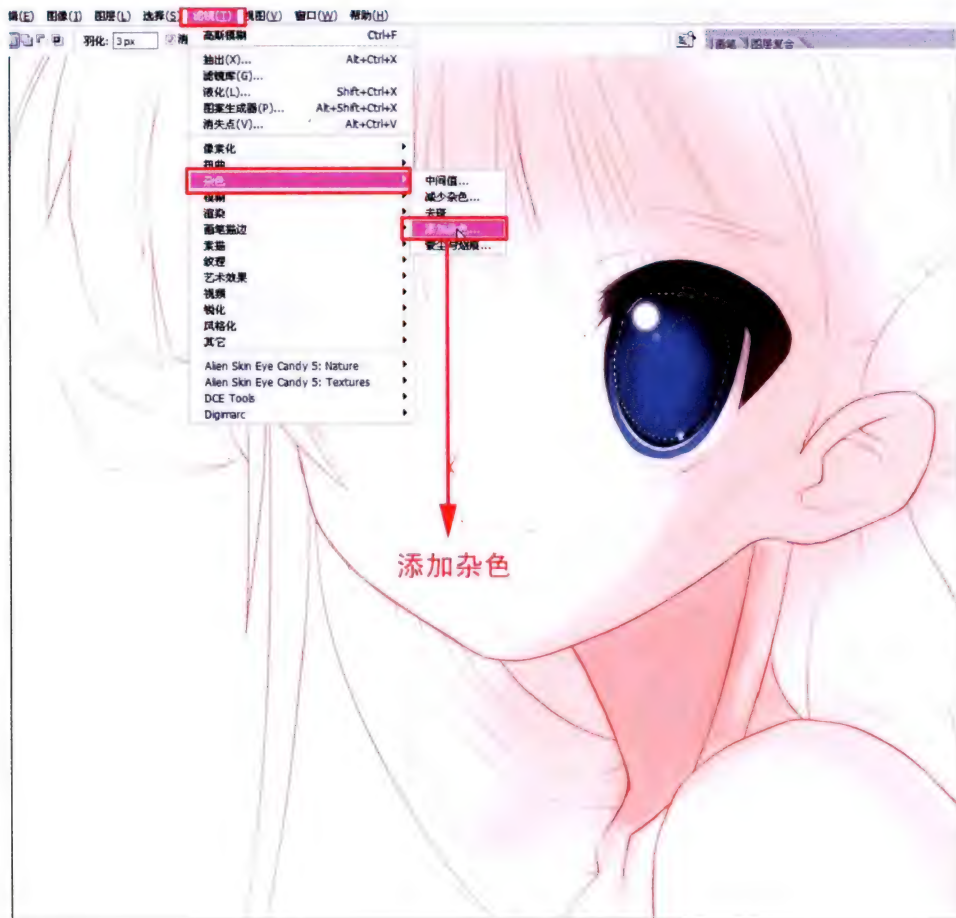 辑(E) 图像(I) 图层(L) 选择(S) 滤镜(T) 视图(V) 窗口(W) 帮助(H)
羽化: 3 px 消
画笔 图层复合
高斯模糊 Ctrl+F
抽出(X)... Alt+Ctrl+X
滤镜库(G)...
液化(L)... Shift+Ctrl+X
图案生成器(P)... Alt+Shift+Ctrl+X
消失点(V)... Alt+Ctrl+V
像素化
扭曲
杂色
模糊
渲染
画笔描边
素描
纹理
艺术效果
视频
锐化
风格化
其它
Alien Skin Eye Candy 5: Nature
Alien Skin Eye Candy 5: Textures
DCE Tools
Digimarc
中间值...
减少杂色...
去斑
添加杂色...
蒙尘与划痕...
添加杂色